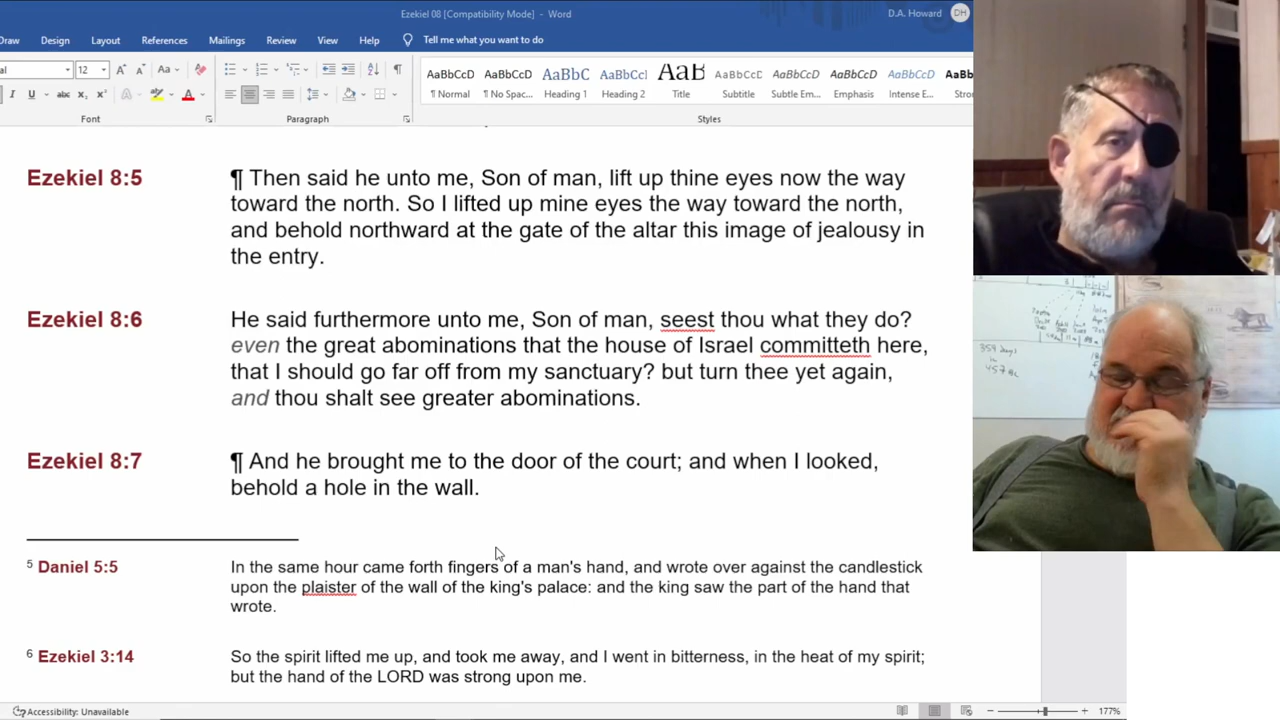 Ezekiel 08 [Compatibility Mode] - Word
D.A. Howard DH
Draw Design Layout References Mailings Review View Help Tell me what you want to do
12 Aa
AaBbCcD AaBbCcD AaBbC AaBbCcl AaB AaBbCcD AaBbCcD AaBbCcD AaBbCcD AaBb
I U abc x₂ x² A A
¶ Normal ¶ No Spac... Heading 1 Heading 2 Title Subtitle Subtle Em... Emphasis Intense E... Stron
Font Paragraph Styles
Ezekiel 8:5 ¶ Then said he unto me, Son of man, lift up thine eyes now the way
toward the north. So I lifted up mine eyes the way toward the north,
and behold northward at the gate of the altar this image of jealousy in
the entry.
Ezekiel 8:6 He said furthermore unto me, Son of man, seest thou what they do?
even the great abominations that the house of Israel committeth here,
that I should go far off from my sanctuary? but turn thee yet again,
and thou shalt see greater abominations.
Ezekiel 8:7 ¶ And he brought me to the door of the court; and when I looked,
behold a hole in the wall.
5 Daniel 5:5 In the same hour came forth fingers of a man's hand, and wrote over against the candlestick
upon the plaister of the wall of the king's palace: and the king saw the part of the hand that
wrote.
6 Ezekiel 3:14 So the spirit lifted me up, and took me away, and I went in bitterness, in the heat of my spirit;
but the hand of the LORD was strong upon me.
359 days
457 BC
Accessibility: Unavailable
177%